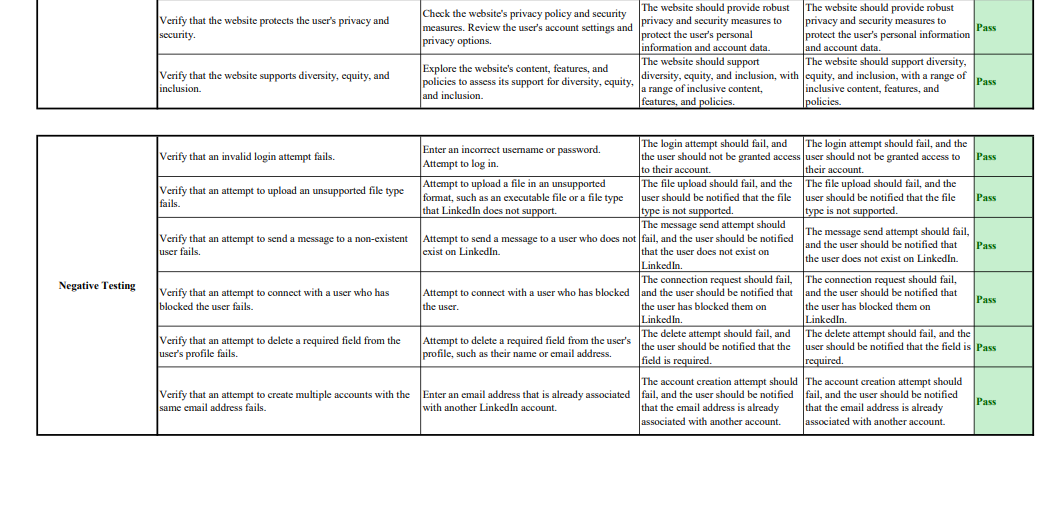 Verify that the website protects the user's privacy and
security.
Check the website's privacy policy and security
measures. Review the user's account settings and
privacy options.
The website should provide robust
privacy and security measures to
protect the user's personal
information and account data.
The website should provide robust
privacy and security measures to
protect the user's personal information
and account data.
Pass
Verify that the website supports diversity, equity, and
inclusion.
Explore the website's content, features, and
policies to assess its support for diversity, equity,
and inclusion.
The website should support
diversity, equity, and inclusion, with
a range of inclusive content,
features, and policies.
The website should support diversity,
equity, and inclusion, with a range of
inclusive content, features, and
policies.
Pass
Negative Testing
Verify that an invalid login attempt fails.
Enter an incorrect username or password.
Attempt to log in.
The login attempt should fail, and
the user should not be granted access
to their account.
The login attempt should fail, and the
user should not be granted access to
their account.
Pass
Verify that an attempt to upload an unsupported file type
fails.
Attempt to upload a file in an unsupported
format, such as an executable file or a file type
that LinkedIn does not support.
The file upload should fail, and the
user should be notified that the file
type is not supported.
The file upload should fail, and the
user should be notified that the file
type is not supported.
Pass
Verify that an attempt to send a message to a non-existent
user fails.
Attempt to send a message to a user who does not
exist on LinkedIn.
The message send attempt should
fail, and the user should be notified
that the user does not exist on
LinkedIn.
The message send attempt should fail,
and the user should be notified that
the user does not exist on LinkedIn.
Pass
Verify that an attempt to connect with a user who has
blocked the user fails.
Attempt to connect with a user who has blocked
the user.
The connection request should fail,
and the user should be notified that
the user has blocked them on
LinkedIn.
The connection request should fail,
and the user should be notified that
the user has blocked them on
LinkedIn.
Pass
Verify that an attempt to delete a required field from the
user's profile fails.
Attempt to delete a required field from the user's
profile, such as their name or email address.
The delete attempt should fail, and
the user should be notified that the
field is required.
The delete attempt should fail, and the
user should be notified that the field is
required.
Pass
Verify that an attempt to create multiple accounts with the
same email address fails.
Enter an email address that is already associated
with another LinkedIn account.
The account creation attempt should
fail, and the user should be notified
that the email address is already
associated with another account.
The account creation attempt should
fail, and the user should be notified
that the email address is already
associated with another account.
Pass